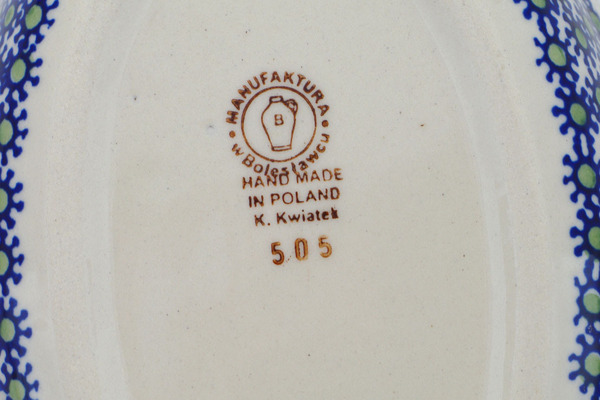 MANUFAKTURA
B
w Bolesławcu
HAND MADE
IN POLAND
K. Kwiatek
505